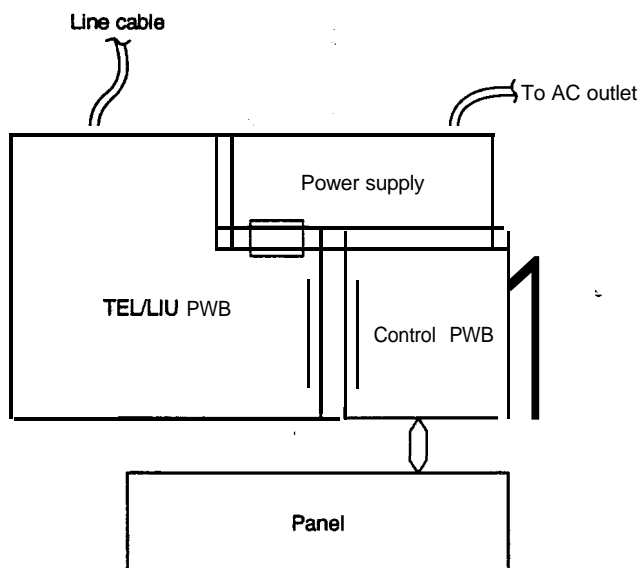 Line cable
To AC outlet
Power supply
TEL/LIU PWB
Control PWB
Panel